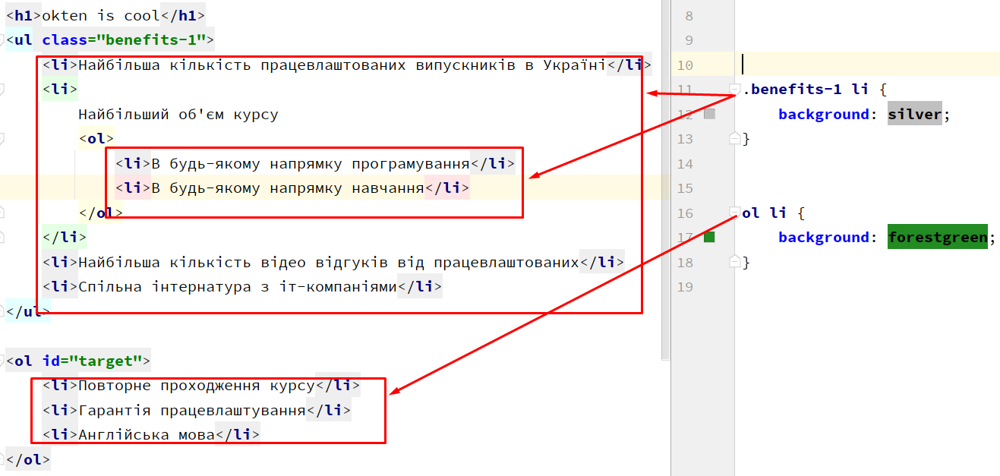 <h1>okten is cool</h1>
<ul class="benefits-1">
<li>Найбільша кількість працевлаштованих випускників в Україні</li>
<li>
Найбільший об'єм курсу
<ol>
<li>В будь-якому напрямку програмування</li>
<li>В будь-якому напрямку навчання</li>
</ol>
</li>
<li>Найбільша кількість відео відгуків від працевлаштованих</li>
<li>Спільна інтернатура з іт-компаніями</li>
</ul>
<ol id="target">
<li>Повторне проходження курсу</li>
<li>Гарантія працевлаштування</li>
<li>Англійська мова</li>
</ol>
8
9
10
11 .benefits-1 li {
12 background: silver;
13 }
14
15
16 ol li {
17 background: forestgreen;
18 }
19